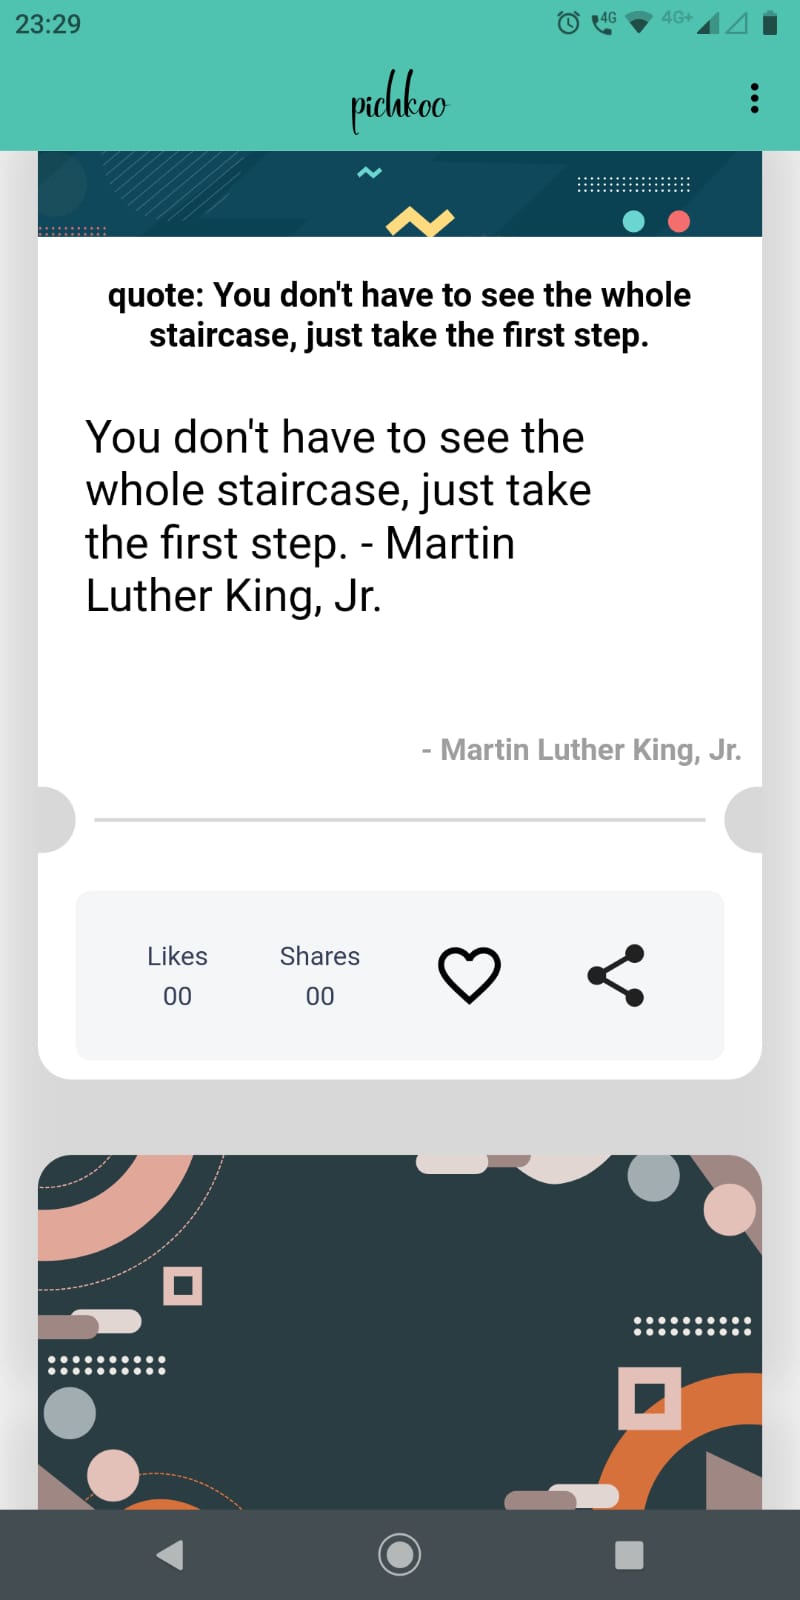 23:29
4G
4G+
pichkoo
quote: You don't have to see the whole
staircase, just take the first step.
You don't have to see the
whole staircase, just take
the first step. - Martin
Luther King, Jr.
- Martin Luther King, Jr.
Likes
Shares
00
00